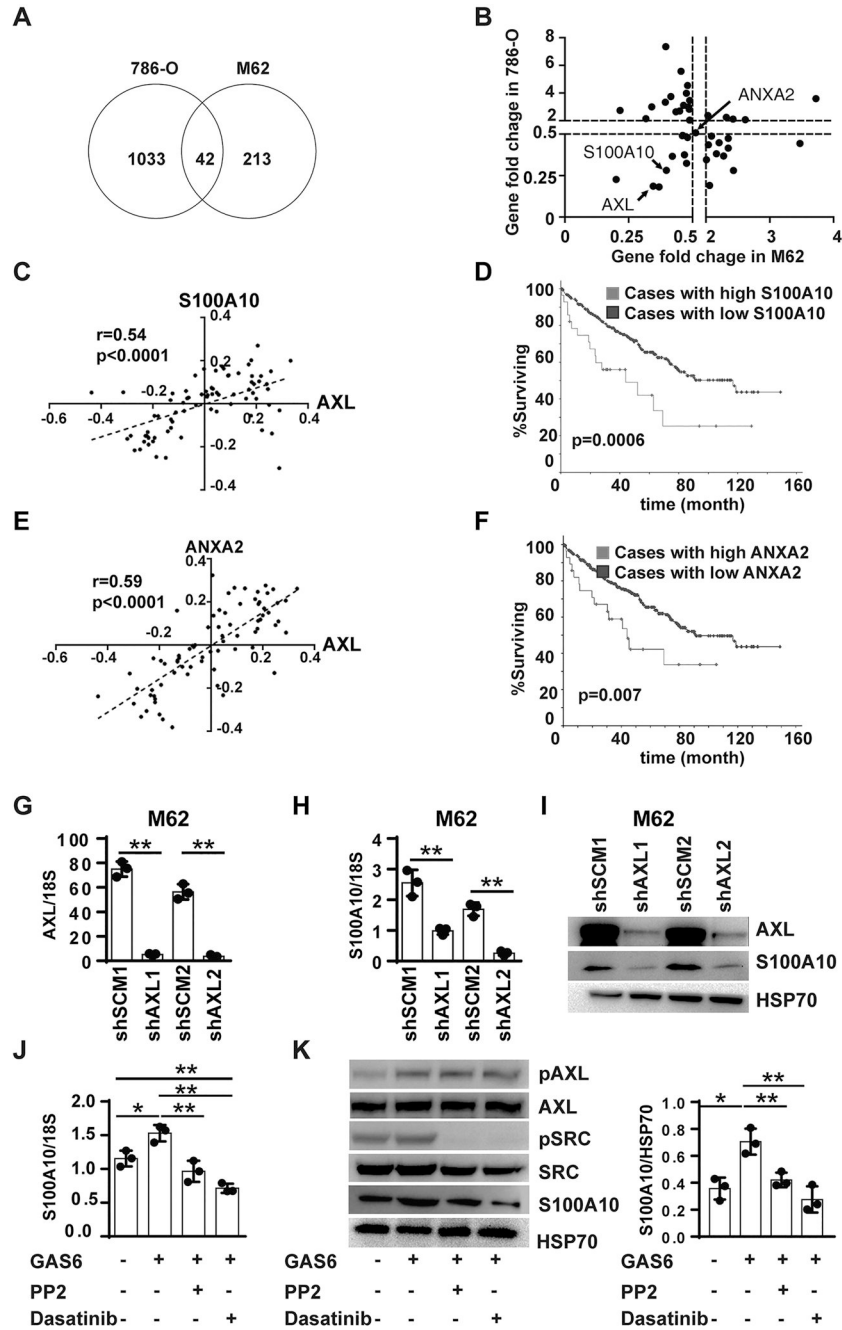 A
786-O M62
1033 42 213
B
Gene fold chage in 786-O
8
6
4
2
0.5
0.25
0
ANXA2
S100A10
AXL
0 0.25 0.5 2 3 4
Gene fold chage in M62
C
S100A10
r=0.54
p<0.0001
0.4
0.2
-0.2
-0.4
-0.6 -0.4 -0.2 0.2 0.4
AXL
D
Cases with high S100A10
Cases with low S100A10
100
80
60
40
20
0
%Surviving
p=0.0006
0 40 80 120 160
time (month)
E
ANXA2
r=0.59
p<0.0001
0.4
0.2
-0.2
-0.4
-0.6 -0.2 0.2 0.4
AXL
F
Cases with high ANXA2
Cases with low ANXA2
100
80
60
40
20
0
%Surviving
p=0.007
0 40 80 120 160
time (month)
G
M62
AXL/18S
100
80
60
40
20
0
** **
shSCM1 shAXL1 shSCM2 shAXL2
H
M62
S100A10/18S
4
3
2
1
0
** **
shSCM1 shAXL1 shSCM2 shAXL2
I
M62
shSCM1 shAXL1 shSCM2 shAXL2
AXL
S100A10
HSP70
J
S100A10/18S
2.0
1.5
1.0
0.5
0.0
**
**
* **
GAS6 - + + +
PP2 - - + -
Dasatinib - - - +
K
pAXL
AXL
pSRC
SRC
S100A10
HSP70
GAS6 - + + +
PP2 - - + -
Dasatinib - - - +
S100A10/HSP70
1.0
0.8
0.6
0.4
0.2
0.0
**
* **
GAS6 - + + +
PP2 - - + -
Dasatinib - - - +